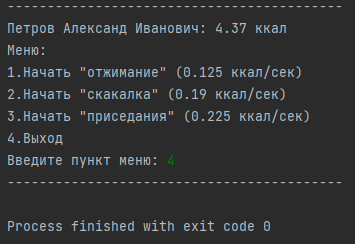 ------------------------------------------
Петров Александ Иванович: 4.37 ккал
Меню:
1.Начать "отжимание" (0.125 ккал/сек)
2.Начать "скакалка" (0.19 ккал/сек)
3.Начать "приседания" (0.225 ккал/сек)
4.Выход
Введите пункт меню: 4
------------------------------------------
Process finished with exit code 0